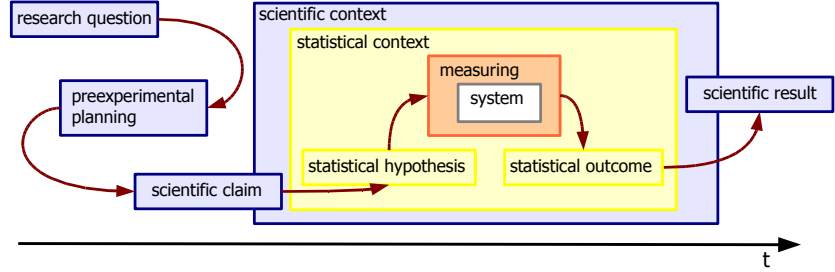 research question
preexperimental
planning
scientific claim
scientific context
statistical context
measuring
system
statistical hypothesis
statistical outcome
scientific result
t